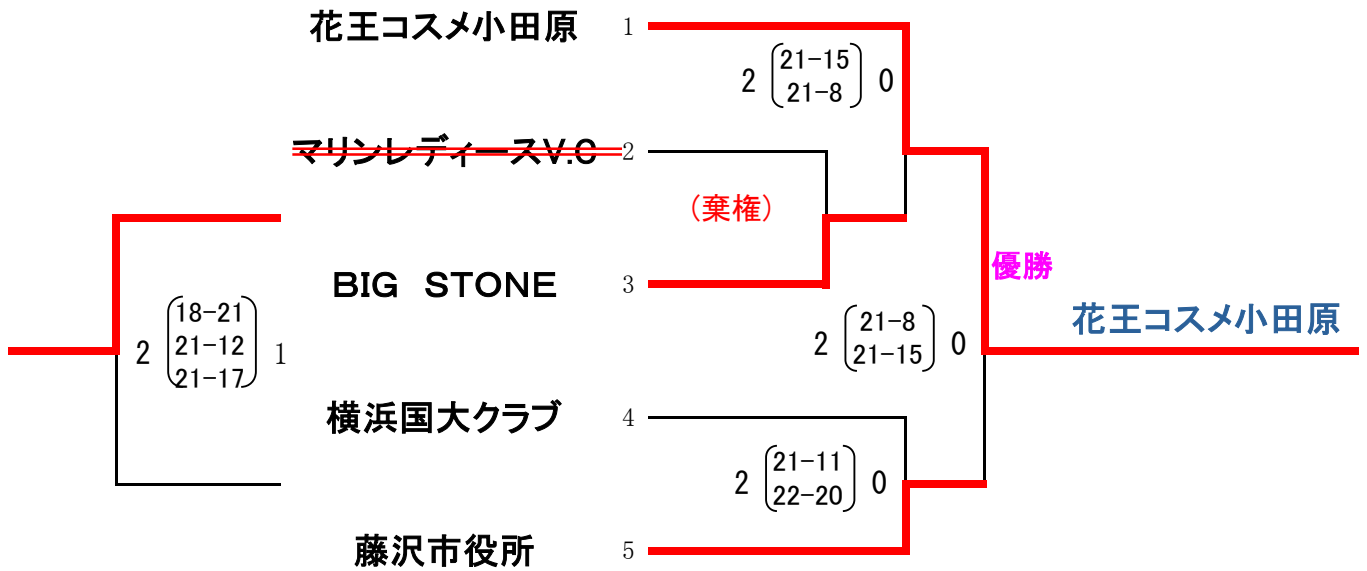 花王コスメ小田原 1
2 21-15 0
21-8
マリンレディースV.C 2
(棄権)
BIG STONE 3
優勝
花王コスメ小田原
18-21
2 21-12 1
21-17
2 21-8 0
21-15
横浜国大クラブ 4
2 21-11 0
22-20
藤沢市役所 5